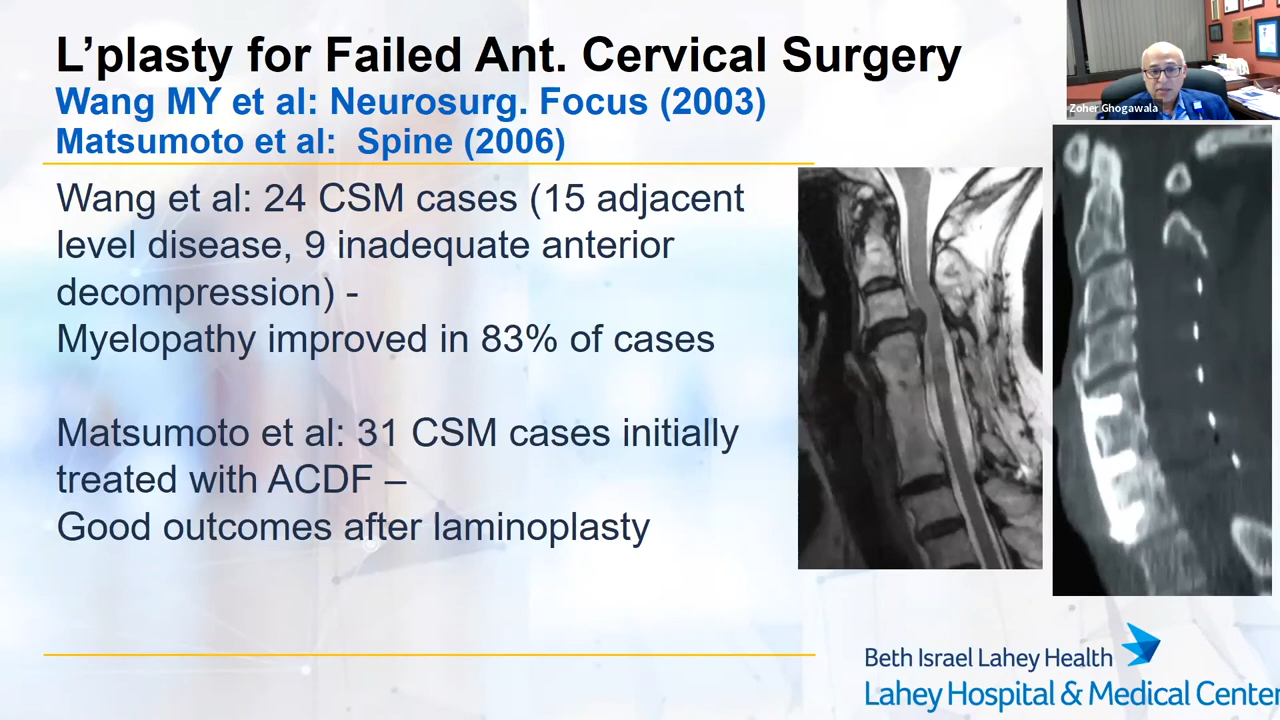 L’plasty for Failed Ant. Cervical Surgery
Wang MY et al: Neurosurg. Focus (2003)
Matsumoto et al:  Spine (2006)
Zoher Ghogawala
Wang et al: 24 CSM cases (15 adjacent
level disease, 9 inadequate anterior
decompression) -
Myelopathy improved in 83% of cases
Matsumoto et al: 31 CSM cases initially
treated with ACDF –
Good outcomes after laminoplasty
Beth Israel Lahey Health
Lahey Hospital & Medical Center